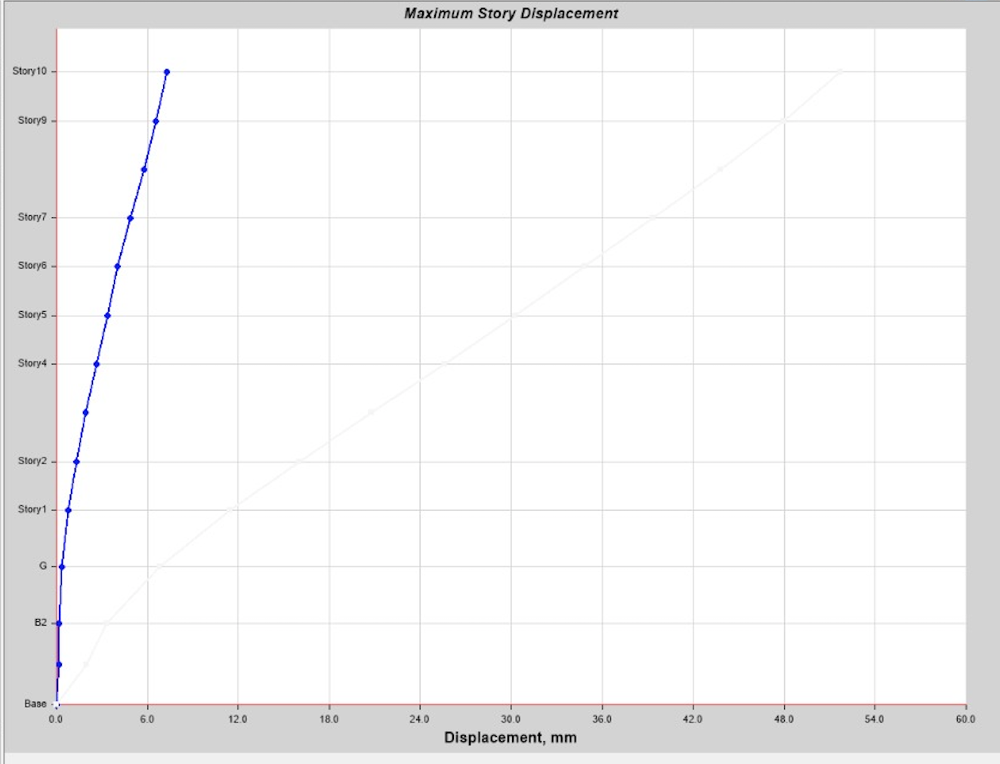 Maximum Story Displacement
Story10
Story9
Story7
Story6
Story5
Story4
Story2
Story1
G
B2
Base
0.0 6.0 12.0 18.0 24.0 30.0 36.0 42.0 48.0 54.0 60.0
Displacement, mm